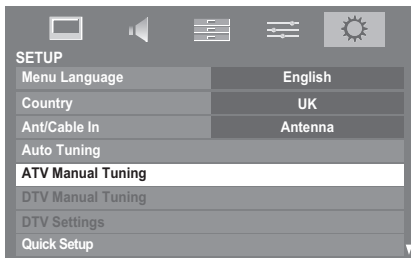 SETUP
Menu Language English
Country UK
Ant/Cable In Antenna
Auto Tuning
ATV Manual Tuning
DTV Manual Tuning
DTV Settings
Quick Setup